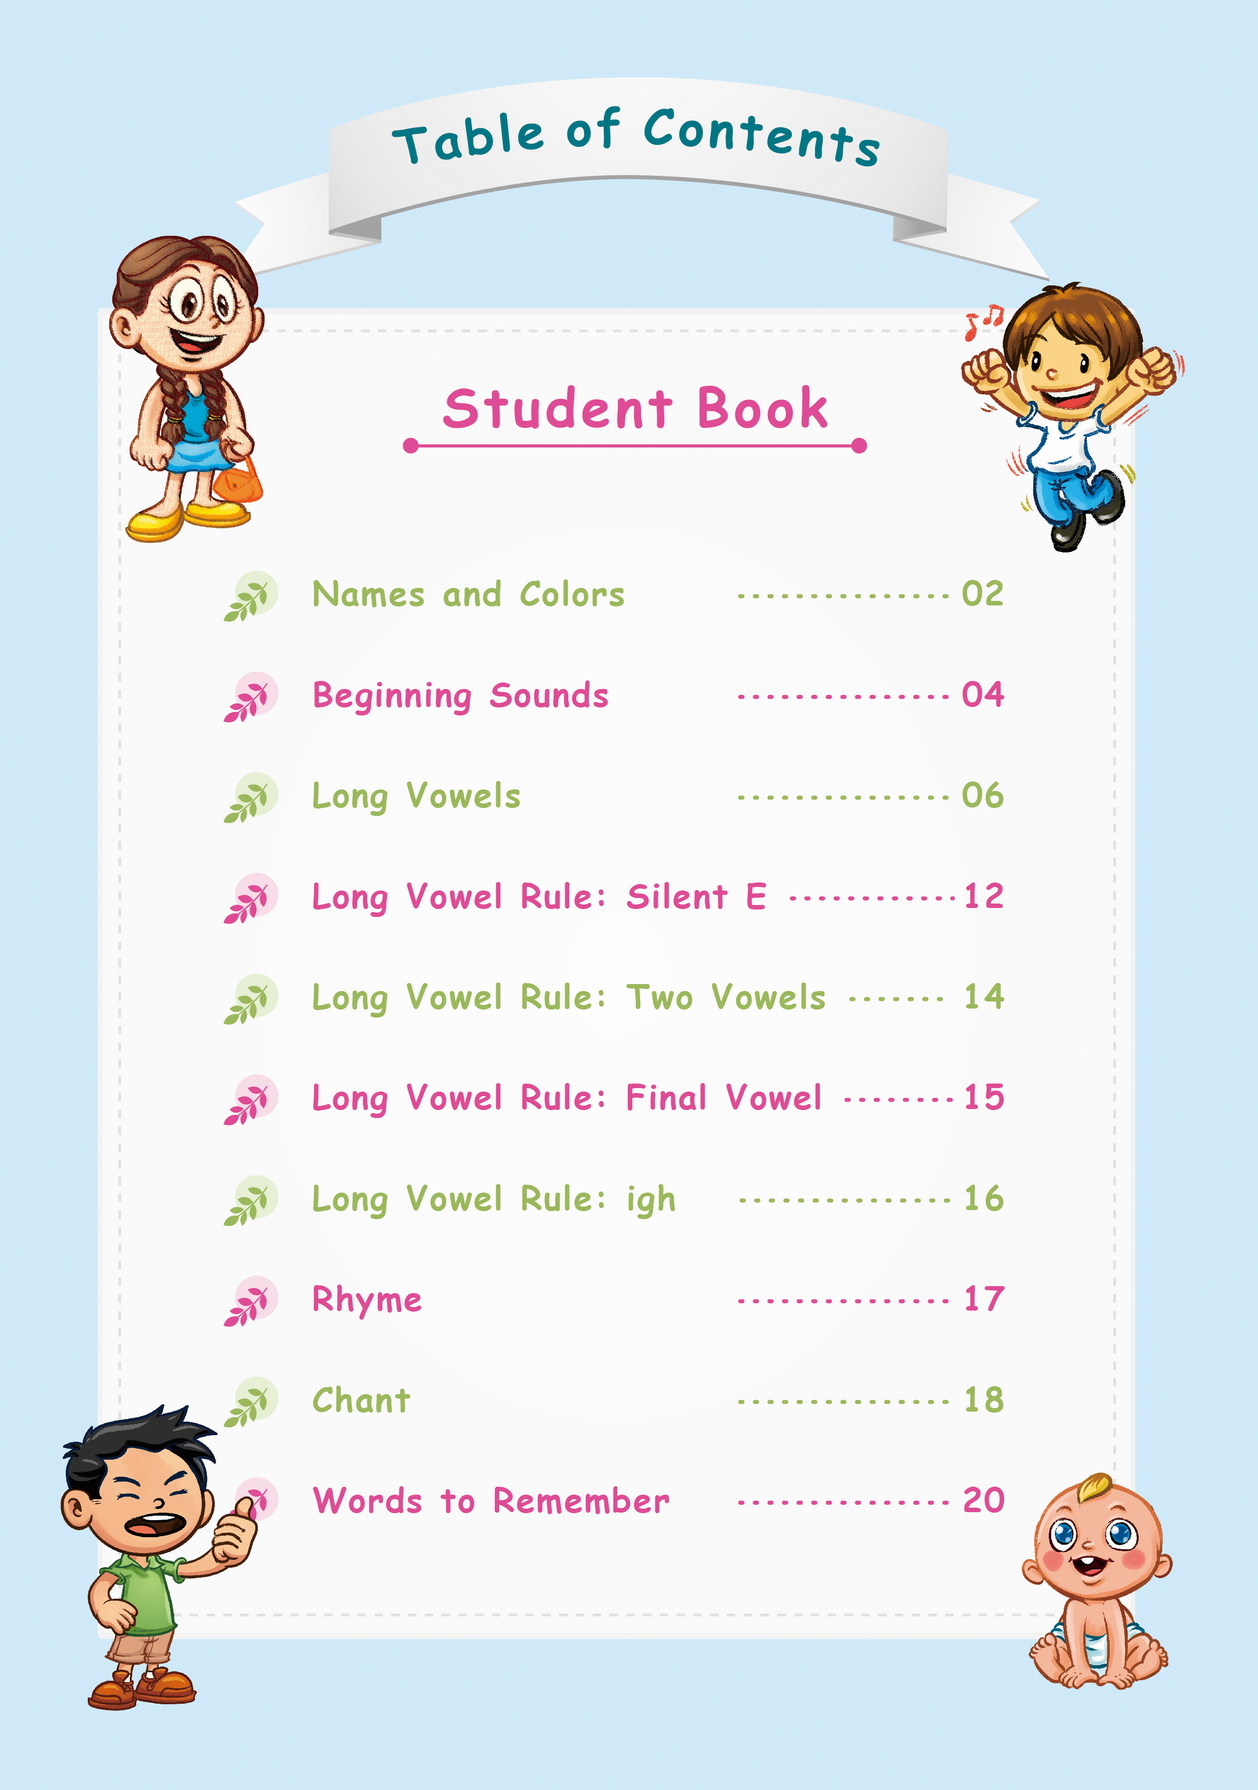 Table of Contents
Student Book
Names and Colors ............... 02
Beginning Sounds ............... 04
Long Vowels ............... 06
Long Vowel Rule: Silent E ............ 12
Long Vowel Rule: Two Vowels ....... 14
Long Vowel Rule: Final Vowel ........ 15
Long Vowel Rule: igh ............... 16
Rhyme ............... 17
Chant ............... 18
Words to Remember ............... 20